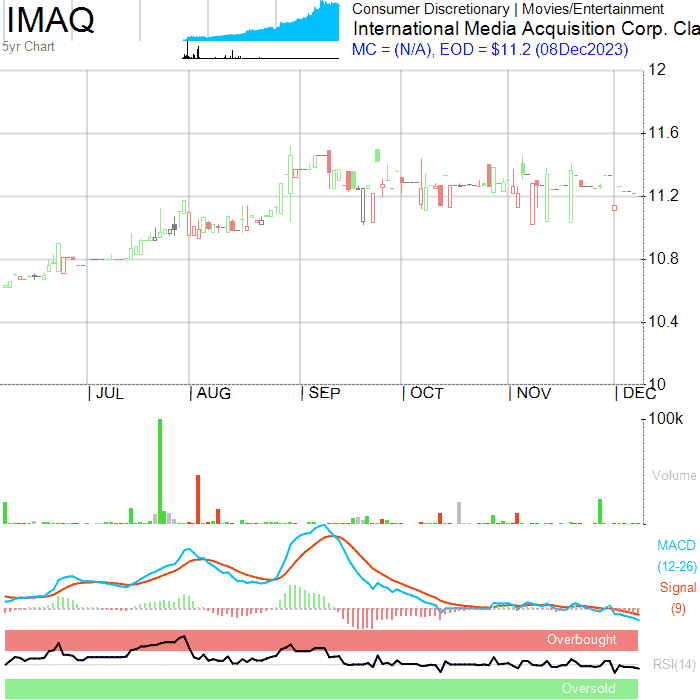 IMAQ
5yr Chart
Consumer Discretionary | Movies/Entertainment
International Media Acquisition Corp. Cla
MC = (N/A), EOD = $11.2 (08Dec2023)
12
11.6
11.2
10.8
10.4
10
JUL AUG SEP OCT NOV DEC
100k
Volume
MACD
(12-26)
Signal
(9)
Overbought
RSI(14)
Oversold